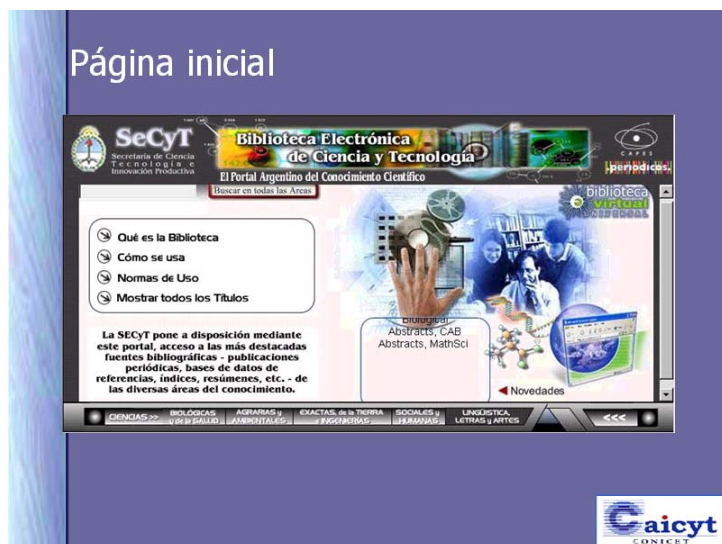 Página inicial
SeCyT
Secretaría de Ciencia
Tecnología e
Innovación Productiva
Biblioteca Electrónica
de Ciencia y Tecnología
El Portal Argentino del Conocimiento Científico
CAPES
.periodicos.
Buscar en todas las Areas
biblioteca
virtual
UNIVERSAL
Qué es la Biblioteca
Cómo se usa
Normas de Uso
Mostrar todos los Títulos
Biological
Abstracts, CAB
Abstracts, MathSci
La SECyT pone a disposición mediante
este portal, acceso a las más destacadas
fuentes bibliográficas - publicaciones
periódicas, bases de datos de
referencias, índices, resúmenes, etc. - de
las diversas áreas del conocimiento.
Novedades
CIENCIAS >>
BIOLÓGICAS
y de la SALUD
AGRARIAS y
AMBIENTALES
EXACTAS, de la TIERRA
e INGENIERÍAS
SOCIALES y
HUMANAS
LINGÜISTICA,
LETRAS y ARTES
<<<
Caicyt
CONICET